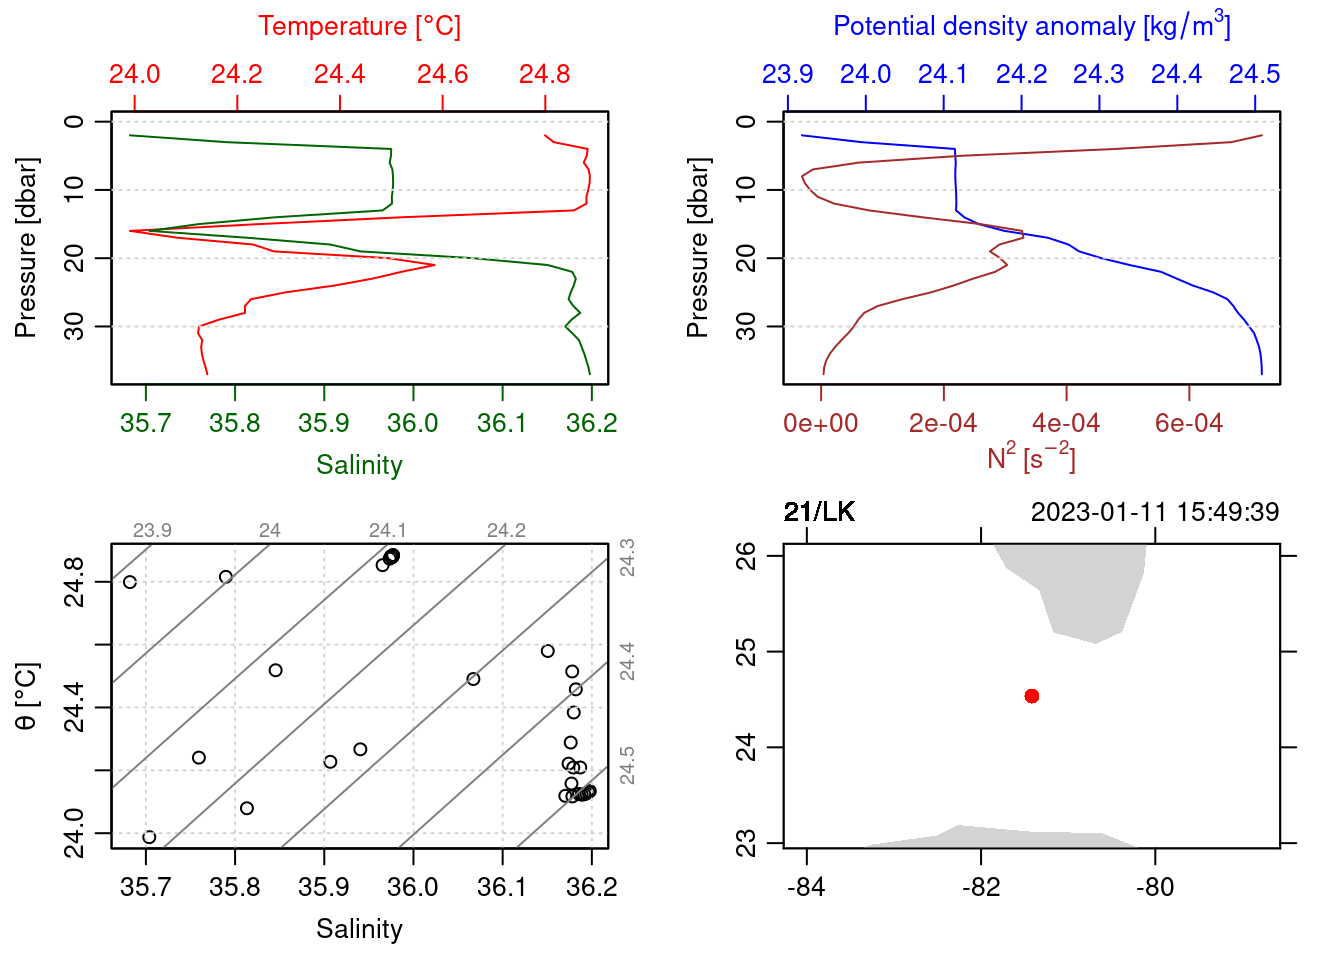 Temperature [°C]
24.0 24.2 24.4 24.6 24.8
0
10
20
30
Pressure [dbar]
35.7 35.8 35.9 36.0 36.1 36.2
Salinity
Potential density anomaly [kg/m³]
23.9 24.0 24.1 24.2 24.3 24.4 24.5
0
10
20
30
Pressure [dbar]
0e+00 2e-04 4e-04 6e-04
N² [s⁻²]
23.9 24 24.1 24.2
24.3
24.4
24.5
24.8
24.4
24.0
θ [°C]
35.7 35.8 35.9 36.0 36.1 36.2
Salinity
21/LK 2023-01-11 15:49:39
26
25
24
23
-84 -82 -80